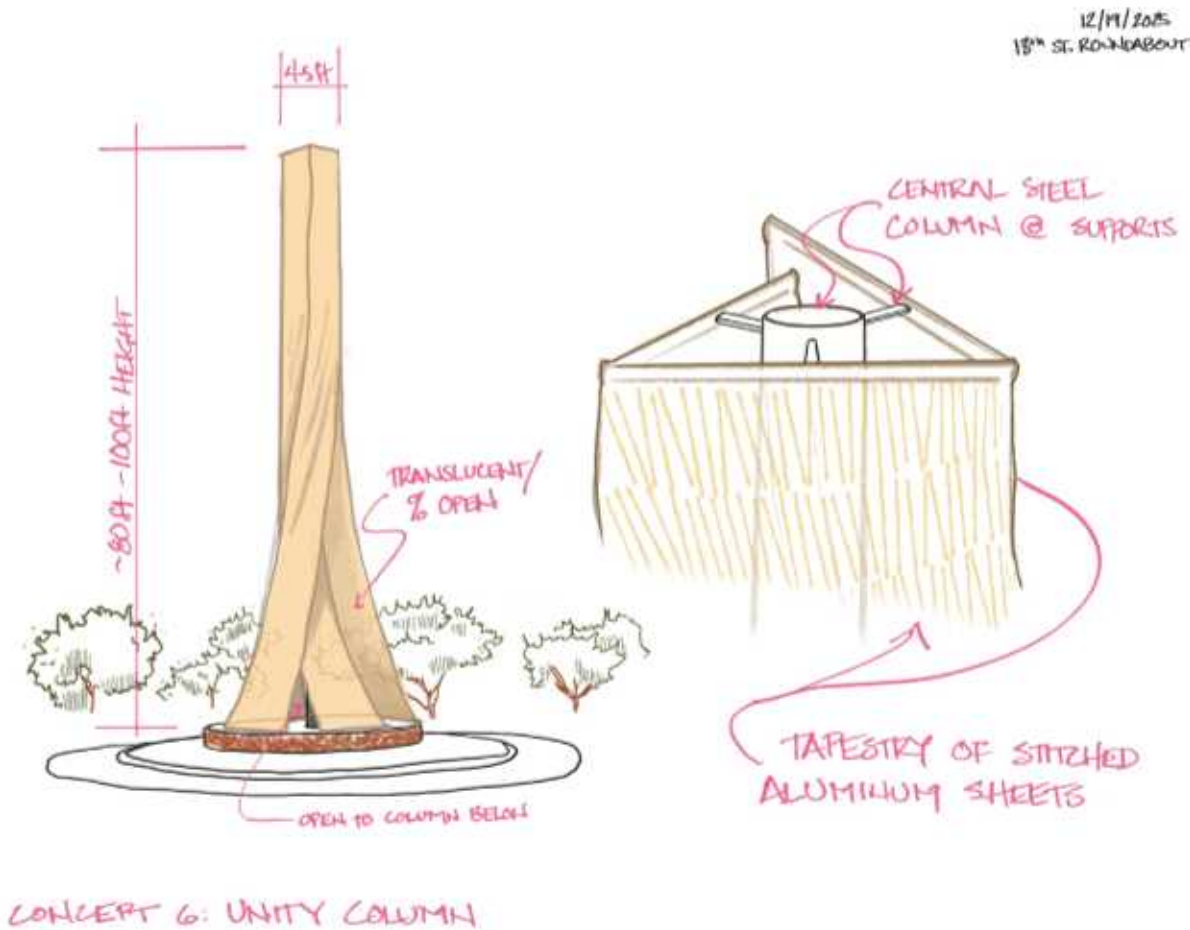 12/19/2025
18th ST. ROUNDABOUT
45ft
~80ft - 100ft HEIGHT
TRANSLUCENT/
% OPEN
OPEN TO COLUMN BELOW
CENTRAL STEEL
COLUMN @ SUPPORTS
TAPESTRY OF STITCHED
ALUMINUM SHEETS
CONCEPT 6: UNITY COLUMN